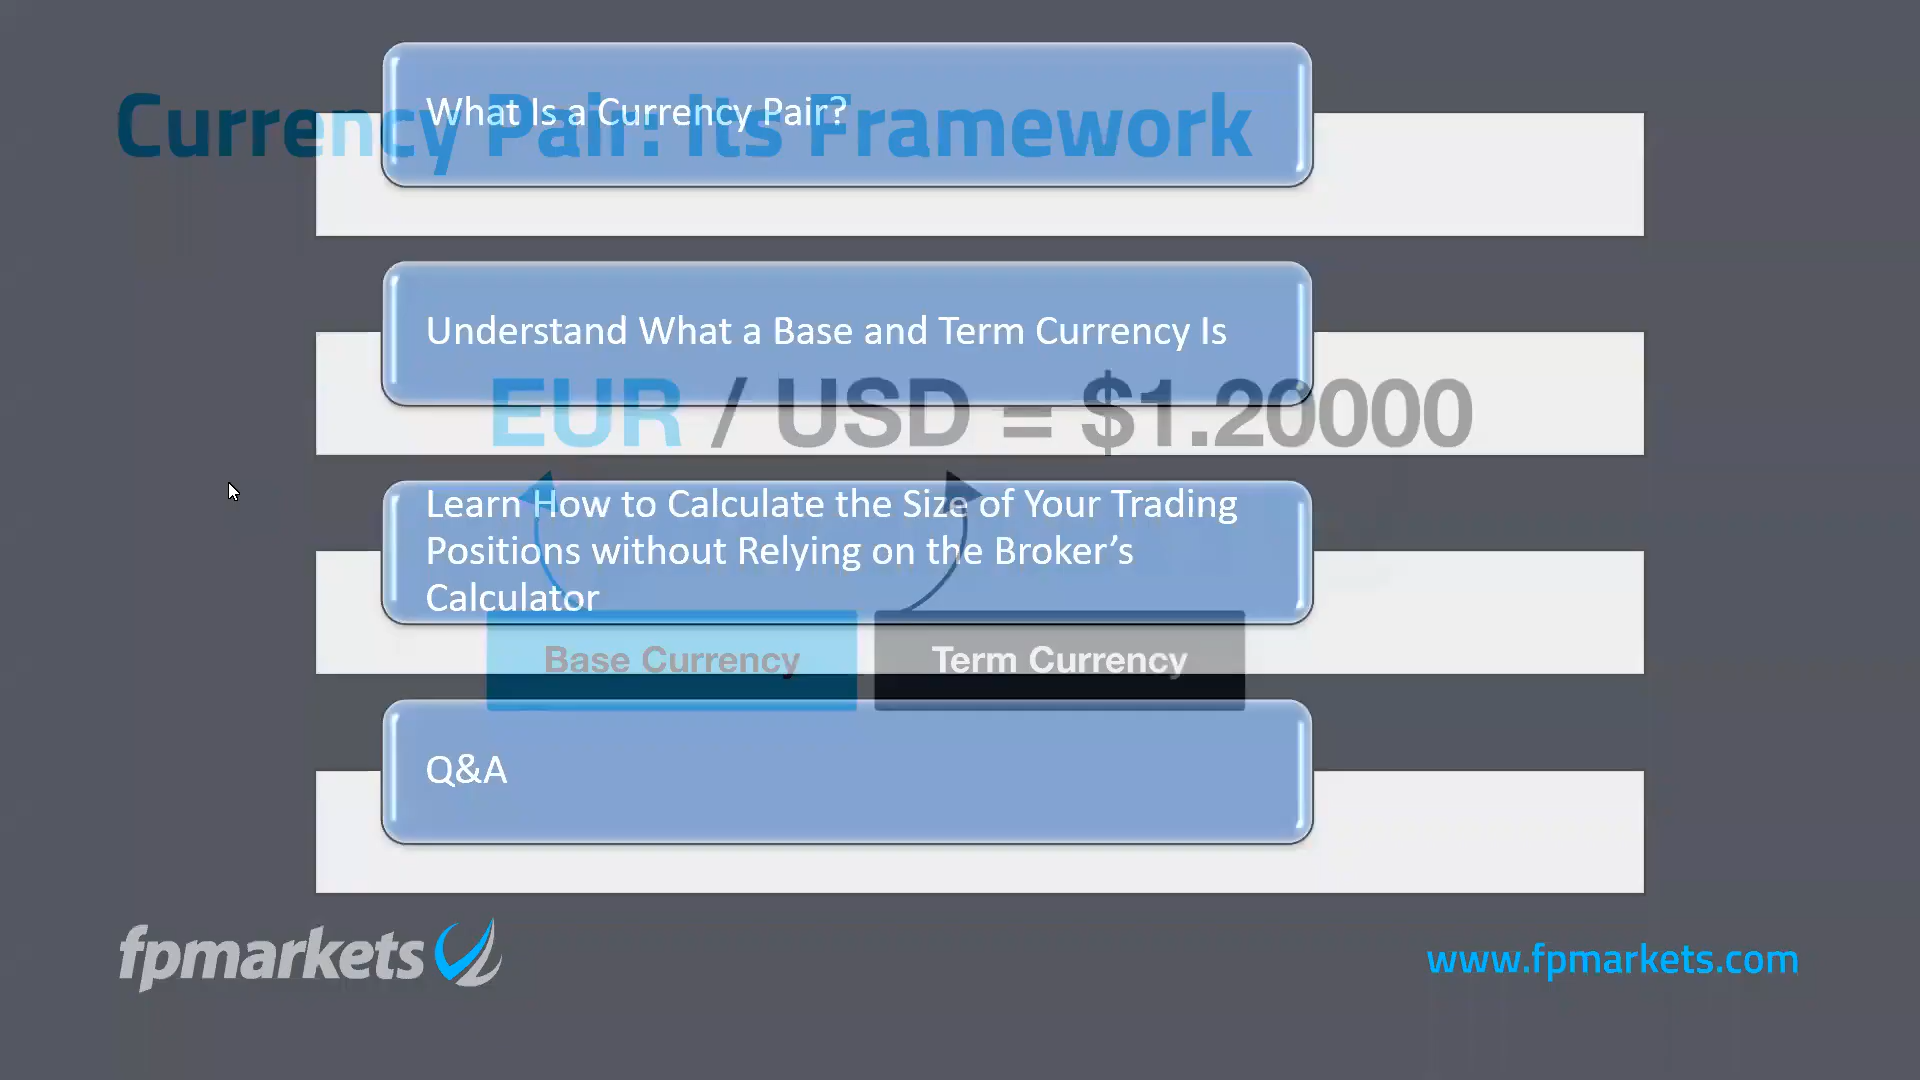 What Is a Currency Pair?
Currency Pair: Its Framework
Understand What a Base and Term Currency Is
EUR / USD = $1.20000
Learn How to Calculate the Size of Your Trading
Positions without Relying on the Broker’s
Calculator
Base Currency
Term Currency
Q&A
fpmarkets
www.fpmarkets.com